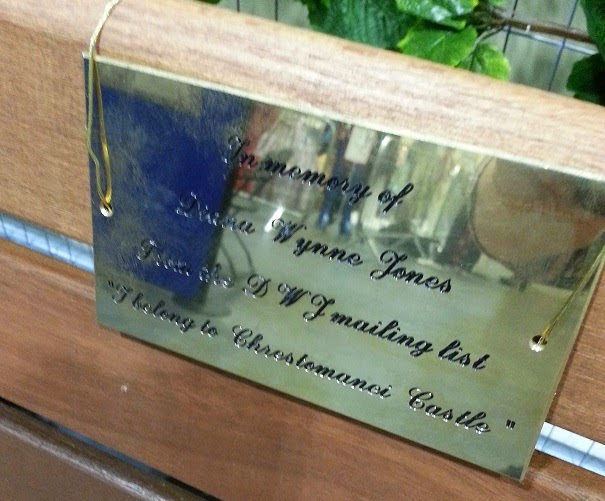 In memory of
Diana Wynne Jones
From the DWJ mailing list
"I belong to Chrestomanci Castle"